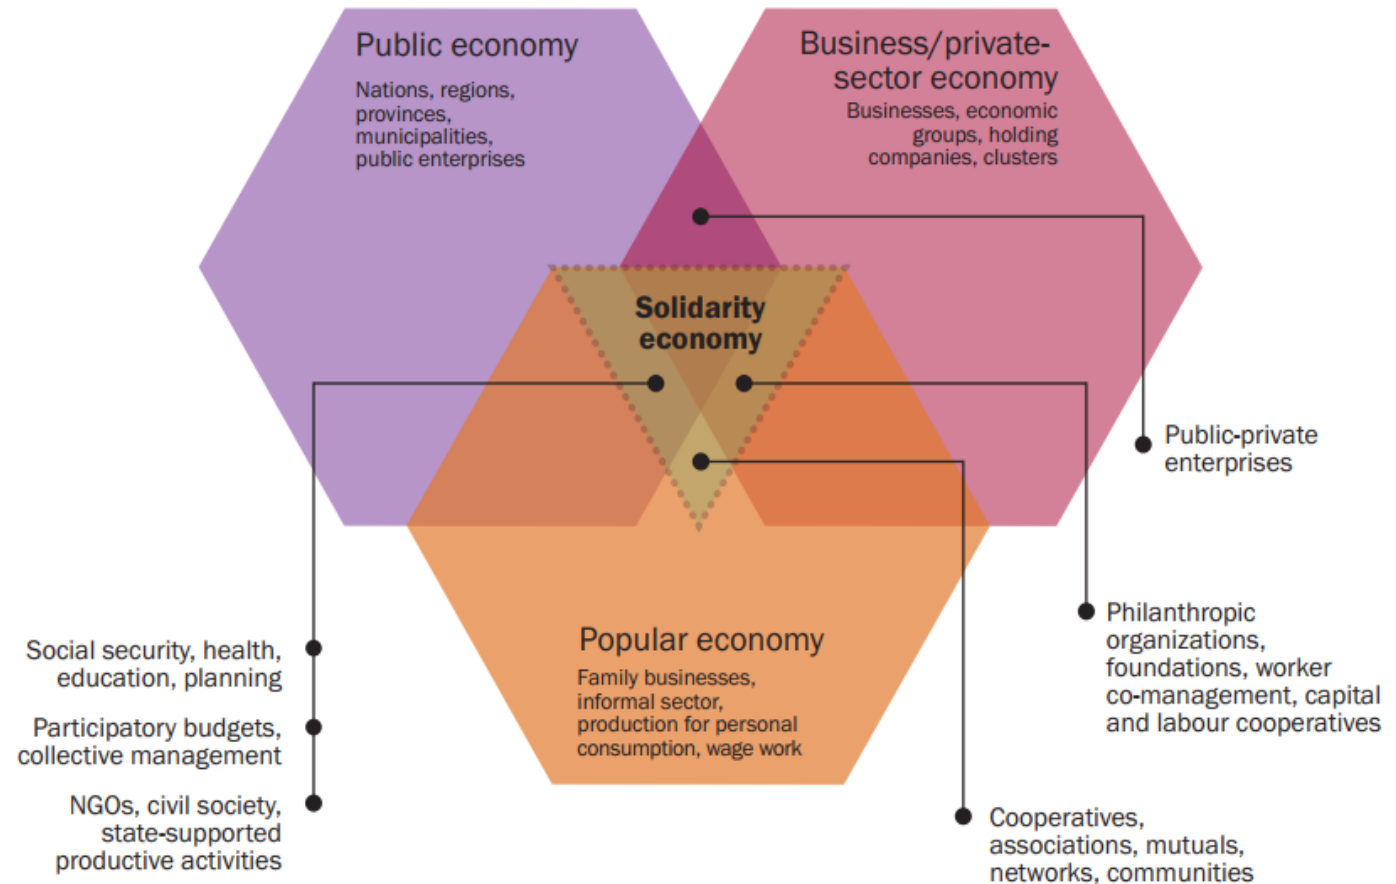 Public economy
Nations, regions,
provinces,
municipalities,
public enterprises
Business/private-
sector economy
Businesses, economic
groups, holding
companies, clusters
Solidarity
economy
Public-private
enterprises
Popular economy
Family businesses,
informal sector,
production for personal
consumption, wage work
Social security, health,
education, planning
Participatory budgets,
collective management
NGOs, civil society,
state-supported
productive activities
Philanthropic
organizations,
foundations, worker
co-management, capital
and labour cooperatives
Cooperatives,
associations, mutuals,
networks, communities